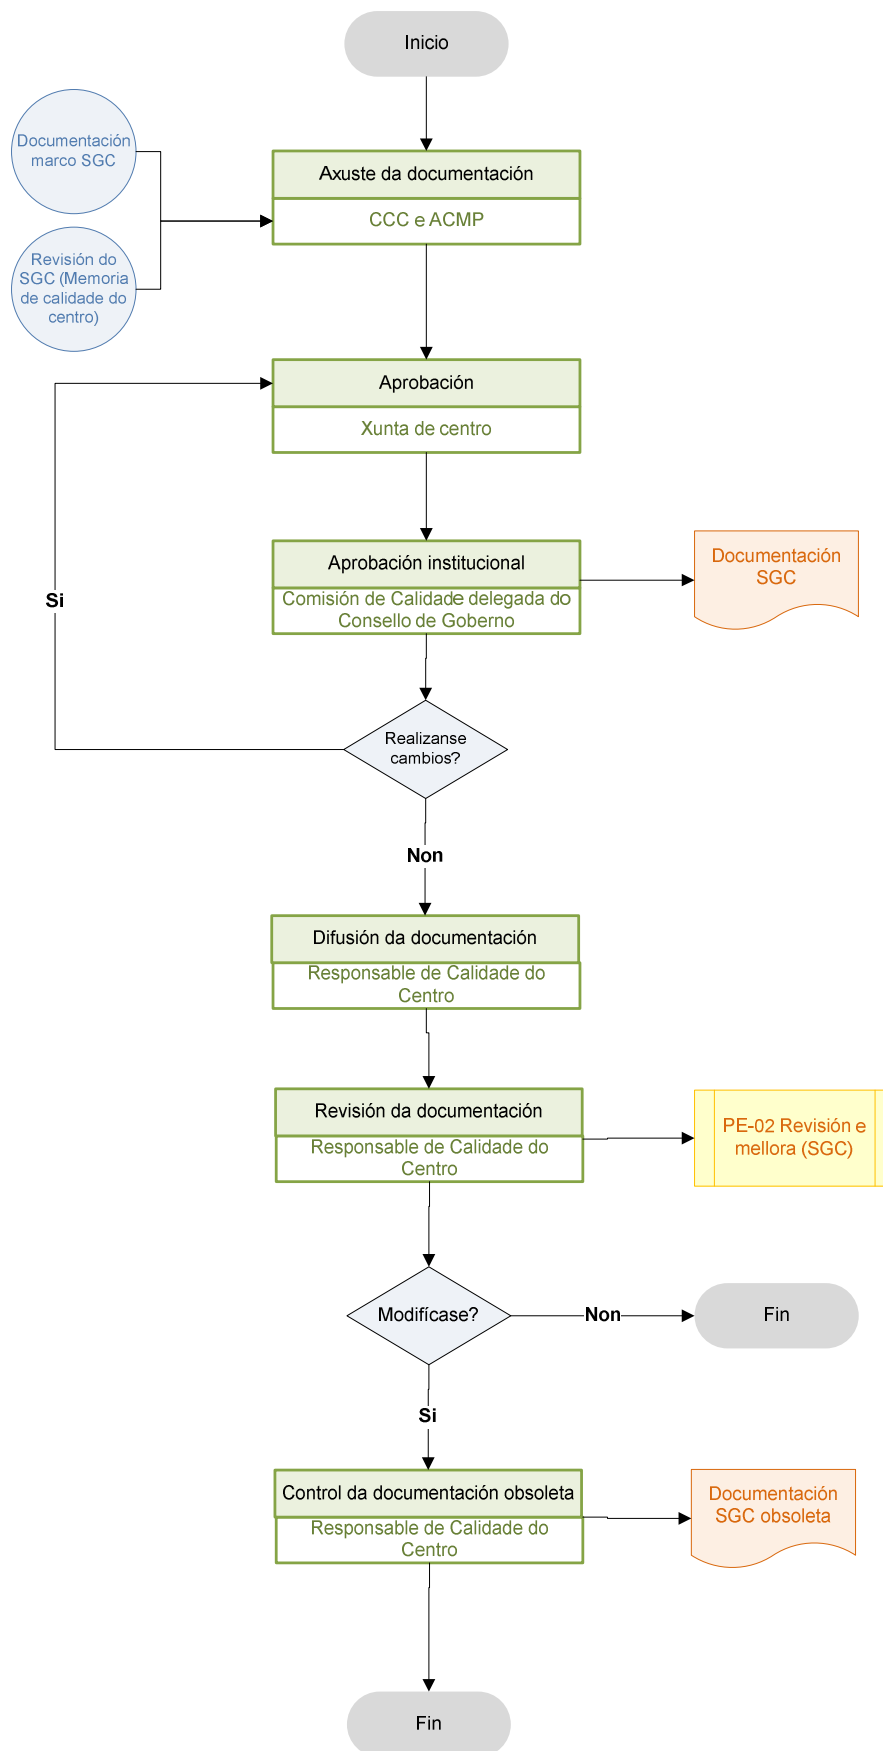 Inicio
Documentación
marco SGC
Axuste da documentación
CCC e ACMP
Revisión do
SGC (Memoria
de calidade do
centro)
Aprobación
Xunta de centro
Aprobación institucional
Comisión de Calidade delegada do
Consello de Goberno
Documentación
SGC
Si
Realizanse
cambios?
Non
Difusión da documentación
Responsable de Calidade do
Centro
Revisión da documentación
Responsable de Calidade do
Centro
PE-02 Revisión e
mellora (SGC)
Modifícase?
Non
Fin
Si
Control da documentación obsoleta
Responsable de Calidade do
Centro
Documentación
SGC obsoleta
Fin